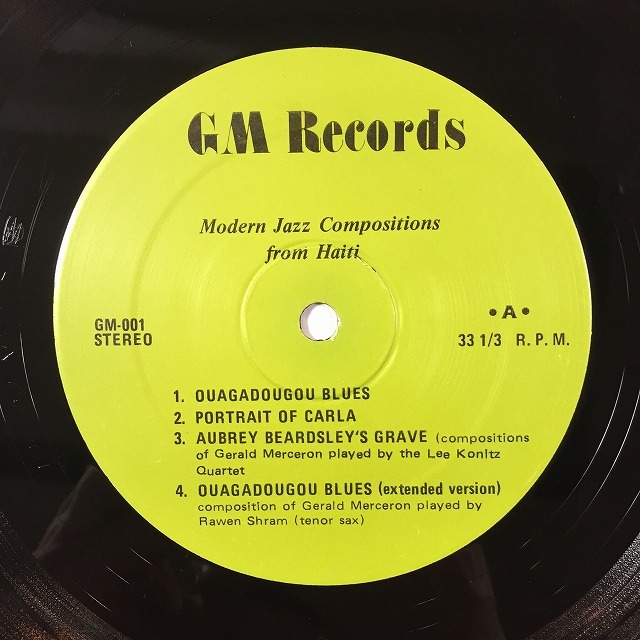 GM Records
Modern Jazz Compositions
from Haiti
GM-001
STEREO
• A •
33 1/3 R. P. M.
1. OUAGADOUGOU BLUES
2. PORTRAIT OF CARLA
3. AUBREY BEARDSLEY'S GRAVE (compositions
of Gerald Merceron played by the Lee Konitz
Quartet
4. OUAGADOUGOU BLUES (extended version)
composition of Gerald Merceron played by
Rawen Shram (tenor sax)